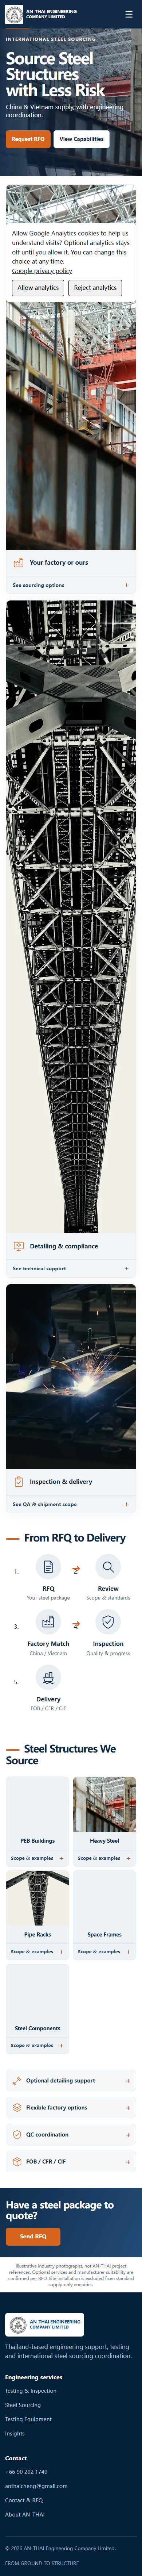 AN-THAI ENGINEERING
COMPANY LIMITED
INTERNATIONAL STEEL SOURCING
Source Steel
Structures
with Less Risk
China & Vietnam supply, with engineering
coordination.
Request RFQ
View Capabilities
Allow Google Analytics cookies to help us
understand visits? Optional analytics stays
off until you allow it. You can change this
choice at any time.
Google privacy policy
Allow analytics
Reject analytics
Your factory or ours
See sourcing options +
Detailing & compliance
See technical support +
Inspection & delivery
See QA & shipment scope +
From RFQ to Delivery
1.
RFQ
Your steel package
2.
Review
Scope & standards
3.
Factory Match
China / Vietnam
4.
Inspection
Quality & progress
5.
Delivery
FOB / CFR / CIF
Steel Structures We
Source
PEB Buildings
Scope & examples +
Heavy Steel
Scope & examples +
Pipe Racks
Scope & examples +
Space Frames
Scope & examples +
Steel Components
Scope & examples +
Optional detailing support
Flexible factory options
QC coordination
FOB / CFR / CIF
Have a steel package to
quote?
Send RFQ
Illustrative industry photographs, not AN-THAI project
references. Optional services and manufacturer suitability are
confirmed per RFQ. Site installation is excluded from standard
supply-only enquiries.
AN-THAI ENGINEERING
COMPANY LIMITED
Thailand-based engineering support, testing
and international steel sourcing coordination.
Engineering services
Testing & Inspection
Steel Sourcing
Testing Equipment
Insights
Contact
+66 90 292 1749
anthaicheng@gmail.com
Contact & RFQ
About AN-THAI
© 2026 AN-THAI Engineering Company Limited.
FROM GROUND TO STRUCTURE